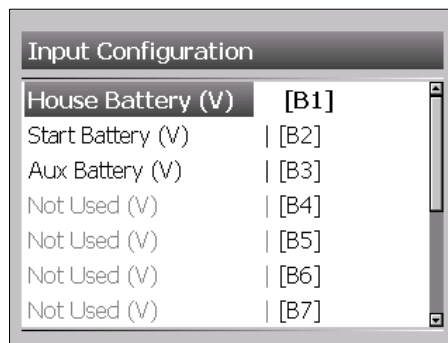 Input Configuration
House Battery (V) [B1]
Start Battery (V) | [B2]
Aux Battery (V) | [B3]
Not Used (V) | [B4]
Not Used (V) | [B5]
Not Used (V) | [B6]
Not Used (V) | [B7]